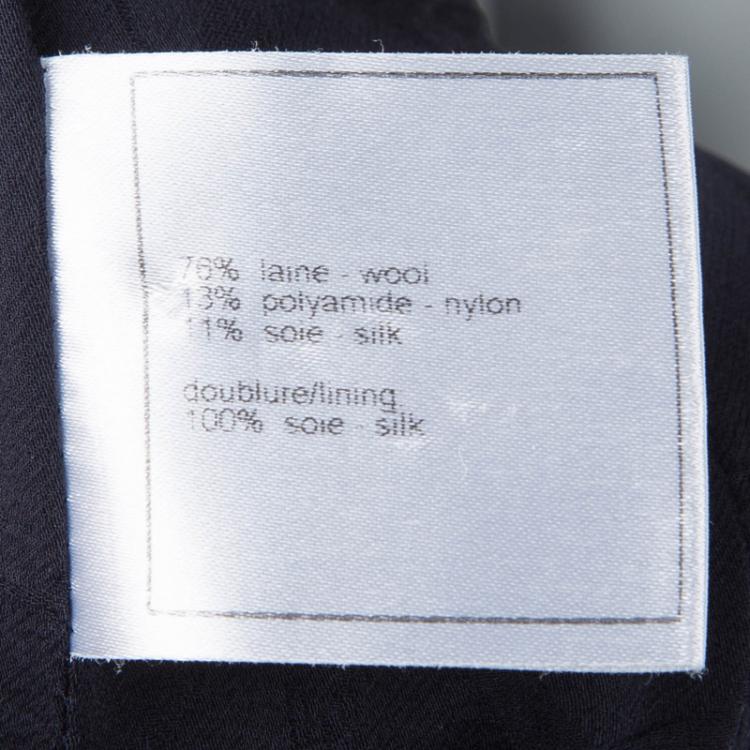 76% laine - wool
13% polyamide - nylon
11% soie - silk
doublure/lining
100% soie - silk